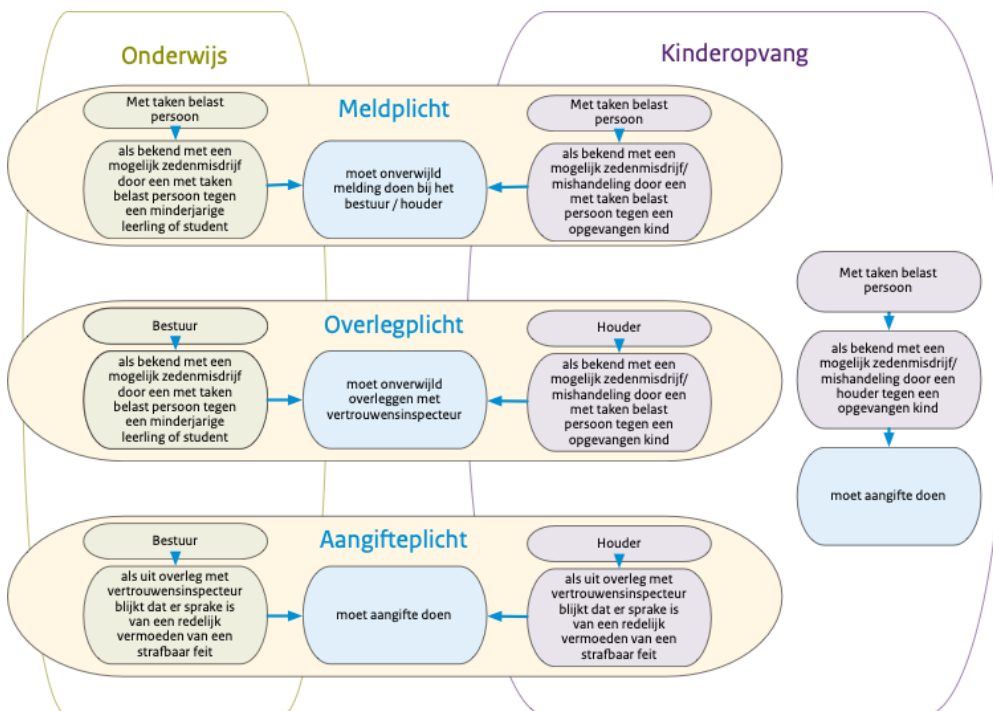 Onderwijs
Kinderopvang
Meldplicht
Met taken belast
persoon
als bekend met een
mogelijk zedenmisdrijf
door een met taken
belast persoon tegen
een minderjarige
leerling of student
moet onverwijld
melding doen bij het
bestuur / houder
Met taken belast
persoon
als bekend met een
mogelijk zedenmisdrijf/
mishandeling door een
met taken belast
persoon tegen een
opgevangen kind
Overlegplicht
Bestuur
als bekend met een
mogelijk zedenmisdrijf
door een met taken
belast persoon tegen
een minderjarige
leerling of student
moet onverwijld
overleggen met
vertrouwensinspecteur
Houder
als bekend met een
mogelijk zedenmisdrijf/
mishandeling door een
met taken belast
persoon tegen een
opgevangen kind
Aangifteplicht
Bestuur
als uit overleg met
vertrouwensinspecteur
blijkt dat er sprake is
van een redelijk
vermoeden van een
strafbaar feit
moet aangifte doen
Houder
als uit overleg met
vertrouwensinspecteur
blijkt dat er sprake is
van een redelijk
vermoeden van een
strafbaar feit
Met taken belast
persoon
als bekend met een
mogelijk zedenmisdrijf/
mishandeling door een
houder tegen een
opgevangen kind
moet aangifte doen